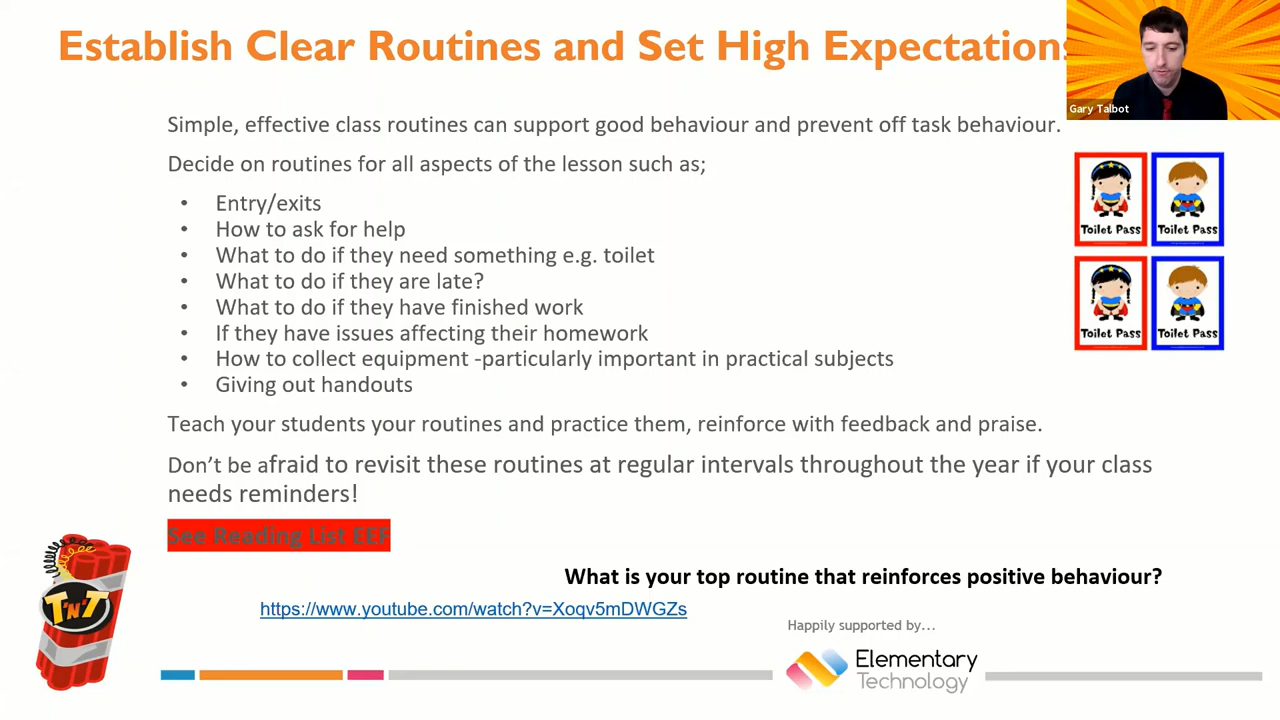 Establish Clear Routines and Set High Expectations
Gary Talbot
Simple, effective class routines can support good behaviour and prevent off task behaviour.
Decide on routines for all aspects of the lesson such as;
• Entry/exits
• How to ask for help
• What to do if they need something e.g. toilet
• What to do if they are late?
• What to do if they have finished work
• If they have issues affecting their homework
• How to collect equipment -particularly important in practical subjects
• Giving out handouts
Toilet Pass Toilet Pass
Toilet Pass Toilet Pass
Teach your students your routines and practice them, reinforce with feedback and praise.
Don't be afraid to revisit these routines at regular intervals throughout the year if your class
needs reminders!
See Reading List EEF
What is your top routine that reinforces positive behaviour?
https://www.youtube.com/watch?v=Xoqv5mDWGZs
T'N'T
Happily supported by...
Elementary
Technology